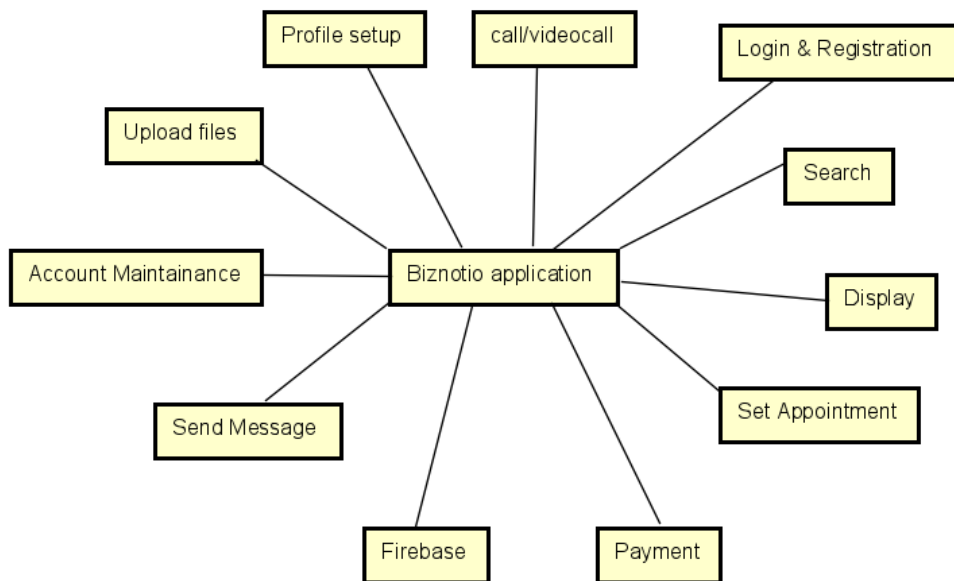 Profile setup
call/videocall
Login & Registration
Upload files
Search
Account Maintainance
Biznotio application
Display
Send Message
Set Appointment
Firebase
Payment